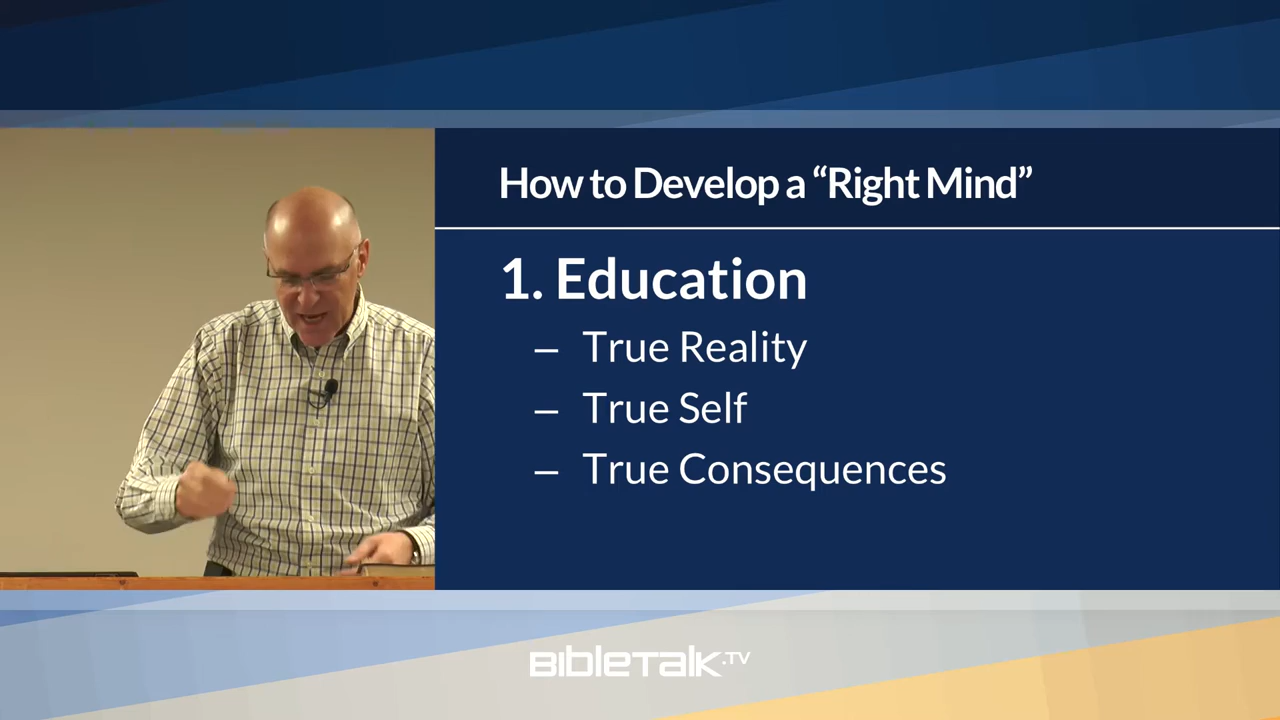 How to Develop a “Right Mind”
1. Education
– True Reality
– True Self
– True Consequences
BiBleTalk.TV